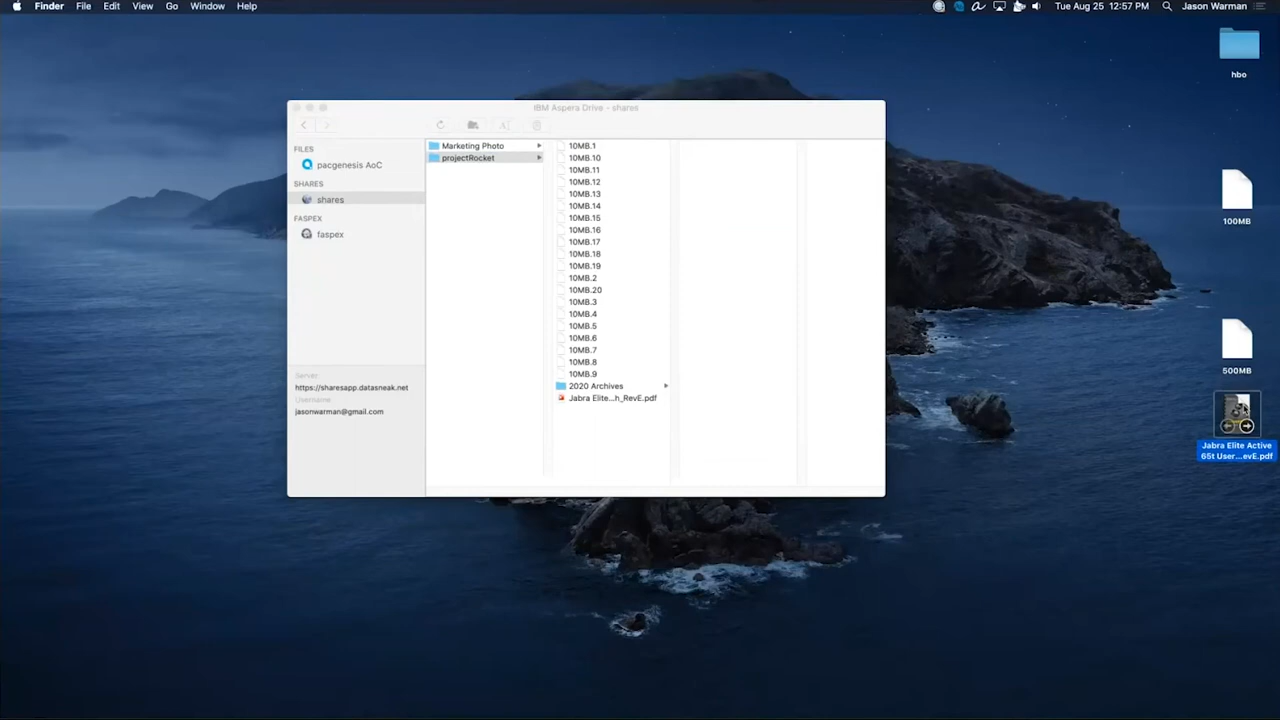 Finder File Edit View Go Window Help
Tue Aug 25 12:57 PM Jason Warman
IBM Aspera Drive - shares
FILES
pacgenesis AoC
SHARES
shares
FASPEX
faspex
Server:
https://sharesapp.datasneak.net
Username
jasonwarman@gmail.com
Marketing Photo
projectRocket
10MB.1
10MB.10
10MB.11
10MB.12
10MB.13
10MB.14
10MB.15
10MB.16
10MB.17
10MB.18
10MB.19
10MB.2
10MB.20
10MB.3
10MB.4
10MB.5
10MB.6
10MB.7
10MB.8
10MB.9
2020 Archives
Jabra Elite...h_RevE.pdf
hbo
100MB
500MB
Jabra Elite Active
65t User...evE.pdf